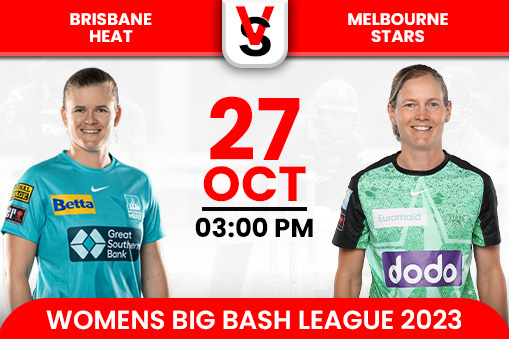 BRISBANE
HEAT
VS
MELBOURNE
STARS
27
OCT
03:00 PM
Betta
Great
Southern
Bank
Euromaid
dodo
WOMENS BIG BASH LEAGUE 2023